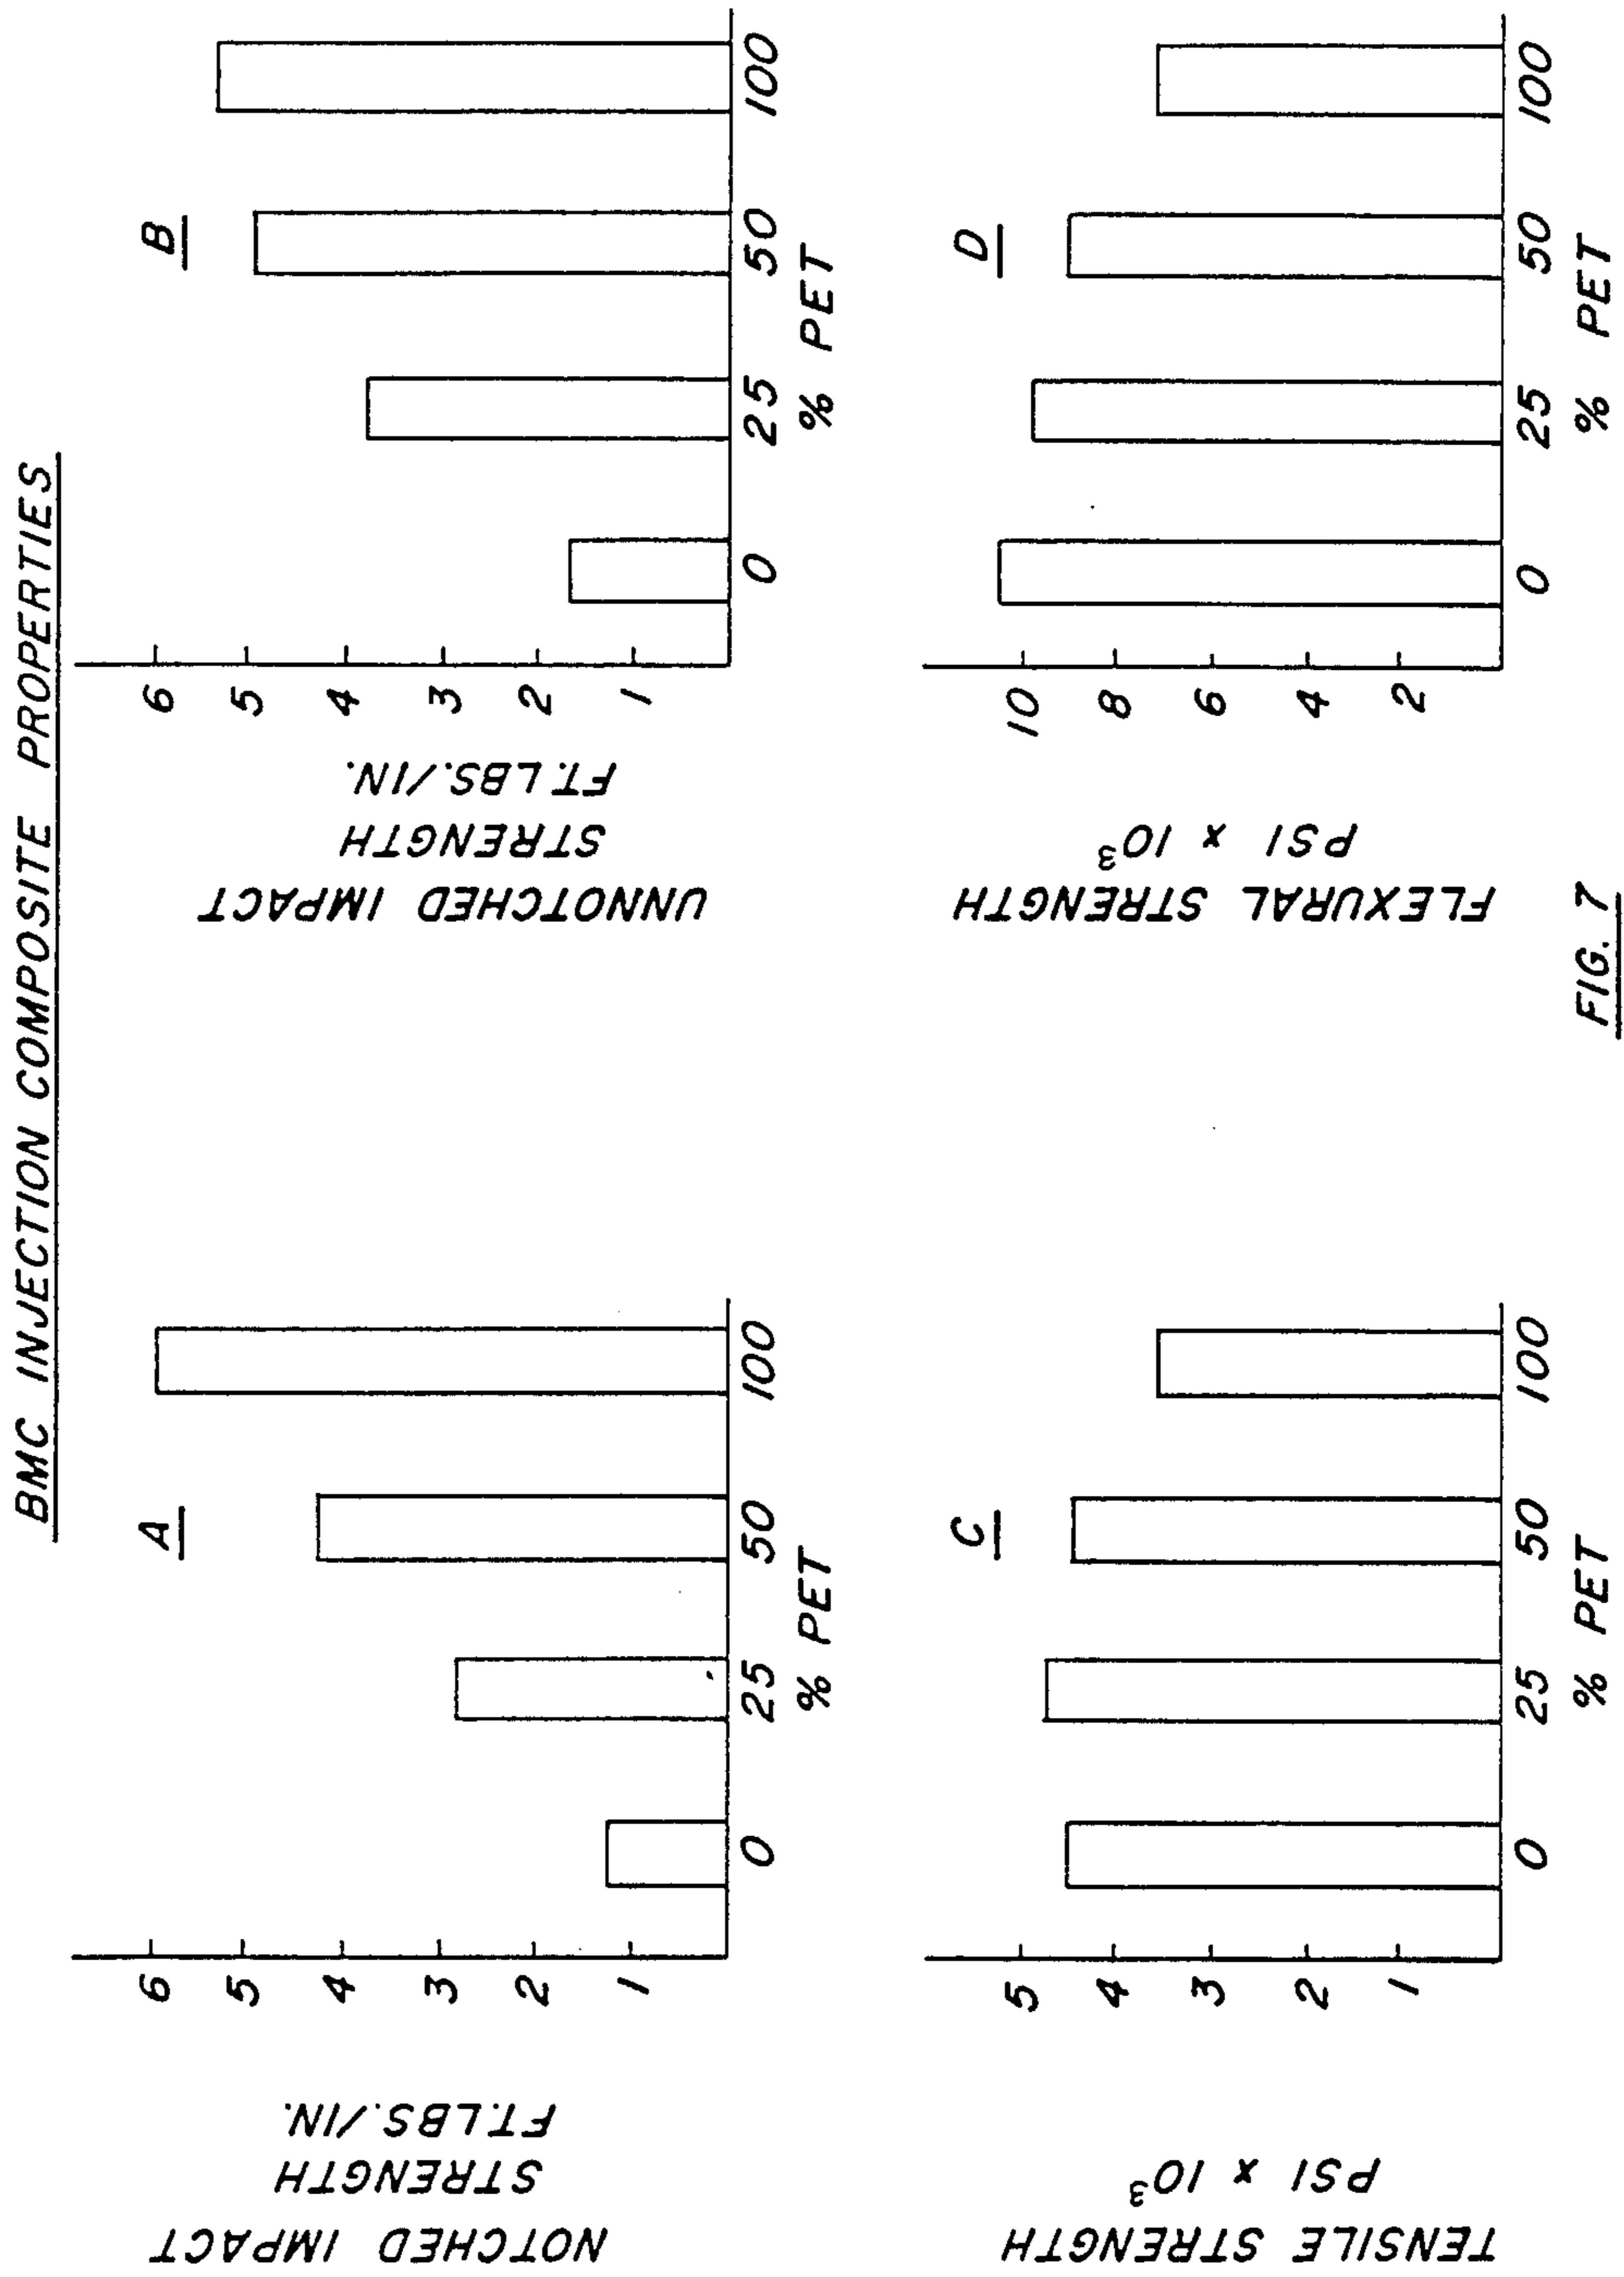 BMC INJECTION COMPOSITE PROPERTIES
A
NOTCHED IMPACT
STRENGTH
FT.LBS./IN.
6
5
4
3
2
1
0 25 50 100
% PET
B
UNNOTCHED IMPACT
STRENGTH
FT.LBS./IN.
6
5
4
3
2
1
0 25 50 100
% PET
C
TENSILE STRENGTH
PSI x 10³
5
4
3
2
1
0 25 50 100
% PET
D
FLEXURAL STRENGTH
PSI x 10³
10
8
6
4
2
0 25 50 100
% PET
FIG. 7